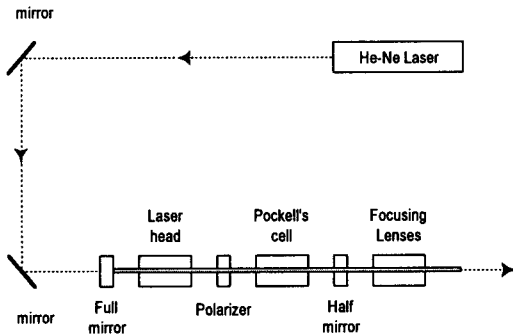 mirror
He-Ne Laser
Laser
head
Pockell's
cell
Focusing
Lenses
mirror
Full
mirror
Polarizer
Half
mirror